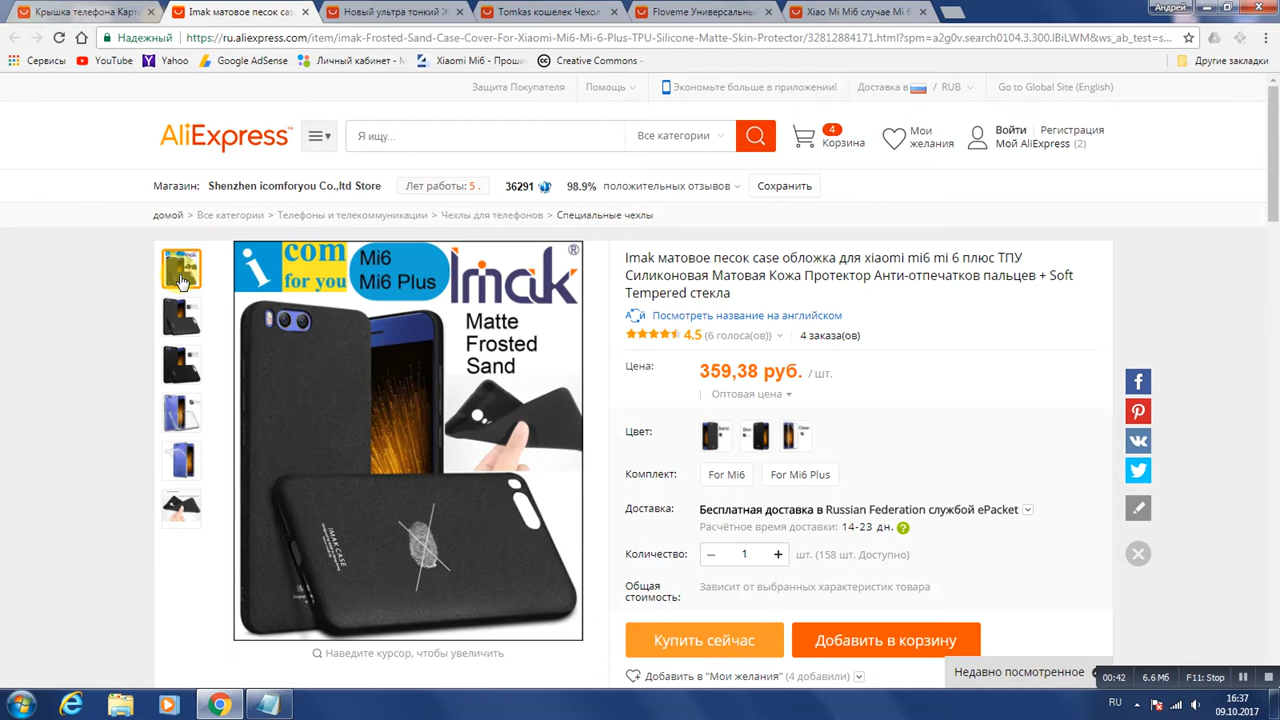 Крышка телефона Карт
Imak матовое песок cas
Новый ультра тонкий Ж
Tomkas кошелек Чехол
Floveme Универсальный
Xiao Mi Mi6 случае Mi 6
Андрей
Надежный
https://ru.aliexpress.com/item/imak-Frosted-Sand-Case-Cover-For-Xiaomi-Mi6-Mi-6-Plus-TPU-Silicone-Matte-Skin-Protector/32812884171.html?spm=a2g0v.search0104.3.300.IBiLWM&ws_ab_test=s...
Сервисы
YouTube
Yahoo
Google AdSense
Личный кабинет - М
Xiaomi Mi6 - Проши
Creative Commons -
Другие закладки
Защита Покупателя
Помощь
Экономьте больше в приложении!
Доставка в / RUB
Go to Global Site (English)
AliExpress
Я ищу...
Все категории
4
Корзина
Мои
желания
Войти Регистрация
Мой AliExpress (2)
Магазин: Shenzhen icomforyou Co.,ltd Store
Лет работы: 5 .
36291
98.9% положительных отзывов
Сохранить
домой > Все категории > Телефоны и телекоммуникации > Чехлы для телефонов > Специальные чехлы
i com
for you
Mi6
Mi6 Plus
imak ®
Matte
Frosted
Sand
IMAK CASE
Наведите курсор, чтобы увеличить
Imak матовое песок case обложка для xiaomi mi6 mi 6 плюс ТПУ
Силиконовая Матовая Кожа Протектор Анти-отпечатков пальцев + Soft
Tempered стекла
Посмотреть название на английском
4.5 (6 голоса(ов)) 4 заказа(ов)
Цена: 359,38 руб. / шт.
Оптовая цена
Цвет:
Sand
Skin
Clear
Комплект: For Mi6 For Mi6 Plus
Доставка: Бесплатная доставка в Russian Federation службой ePacket
Расчётное время доставки: 14-23 дн.
Количество: 1 шт. (158 шт. Доступно)
Общая
стоимость:
Зависит от выбранных характеристик товара
Купить сейчас
Добавить в корзину
Добавить в "Мои желания" (4 добавили)
Недавно посмотренное
00:42 6.6 Мб F11: Stop
RU
16:37
09.10.2017